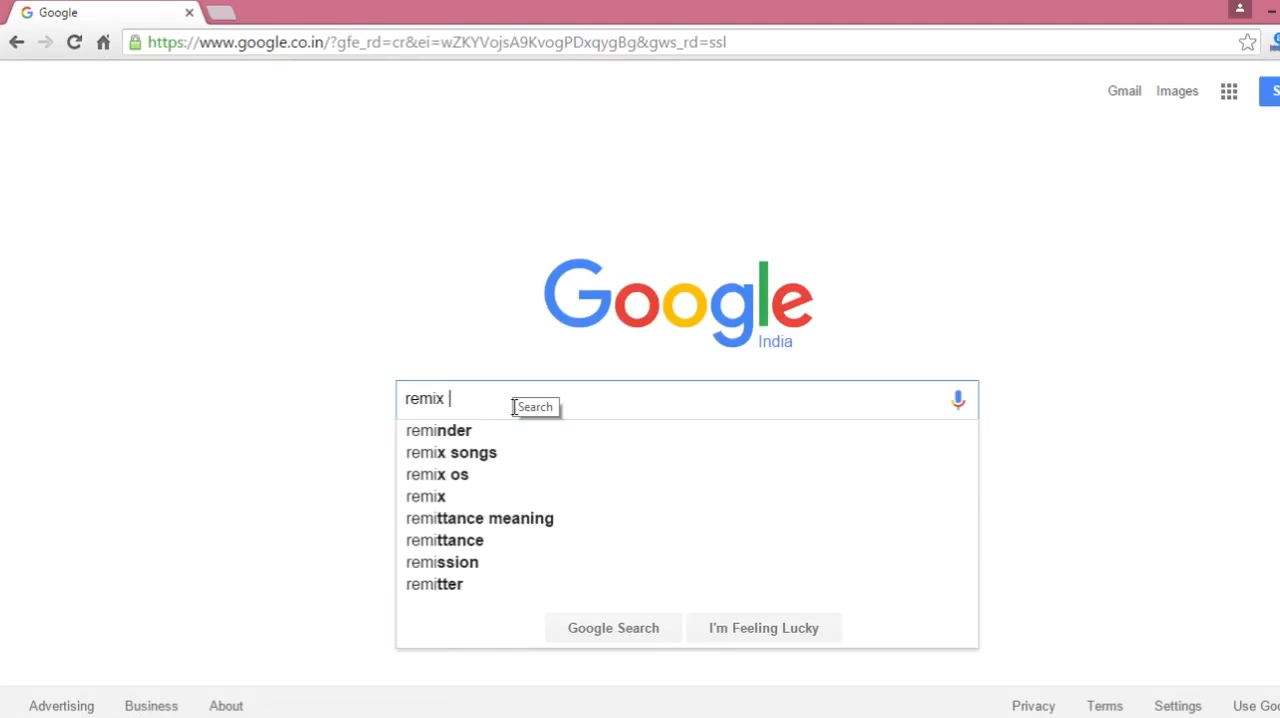 Google
https://www.google.co.in/?gfe_rd=cr&ei=wZKYVojsA9KvogPDxqygBg&gws_rd=ssl
Gmail Images
Google
India
remix
Search
reminder
remix songs
remix os
remix
remittance meaning
remittance
remission
remitter
Google Search I'm Feeling Lucky
Advertising Business About Privacy Terms Settings Use Goo